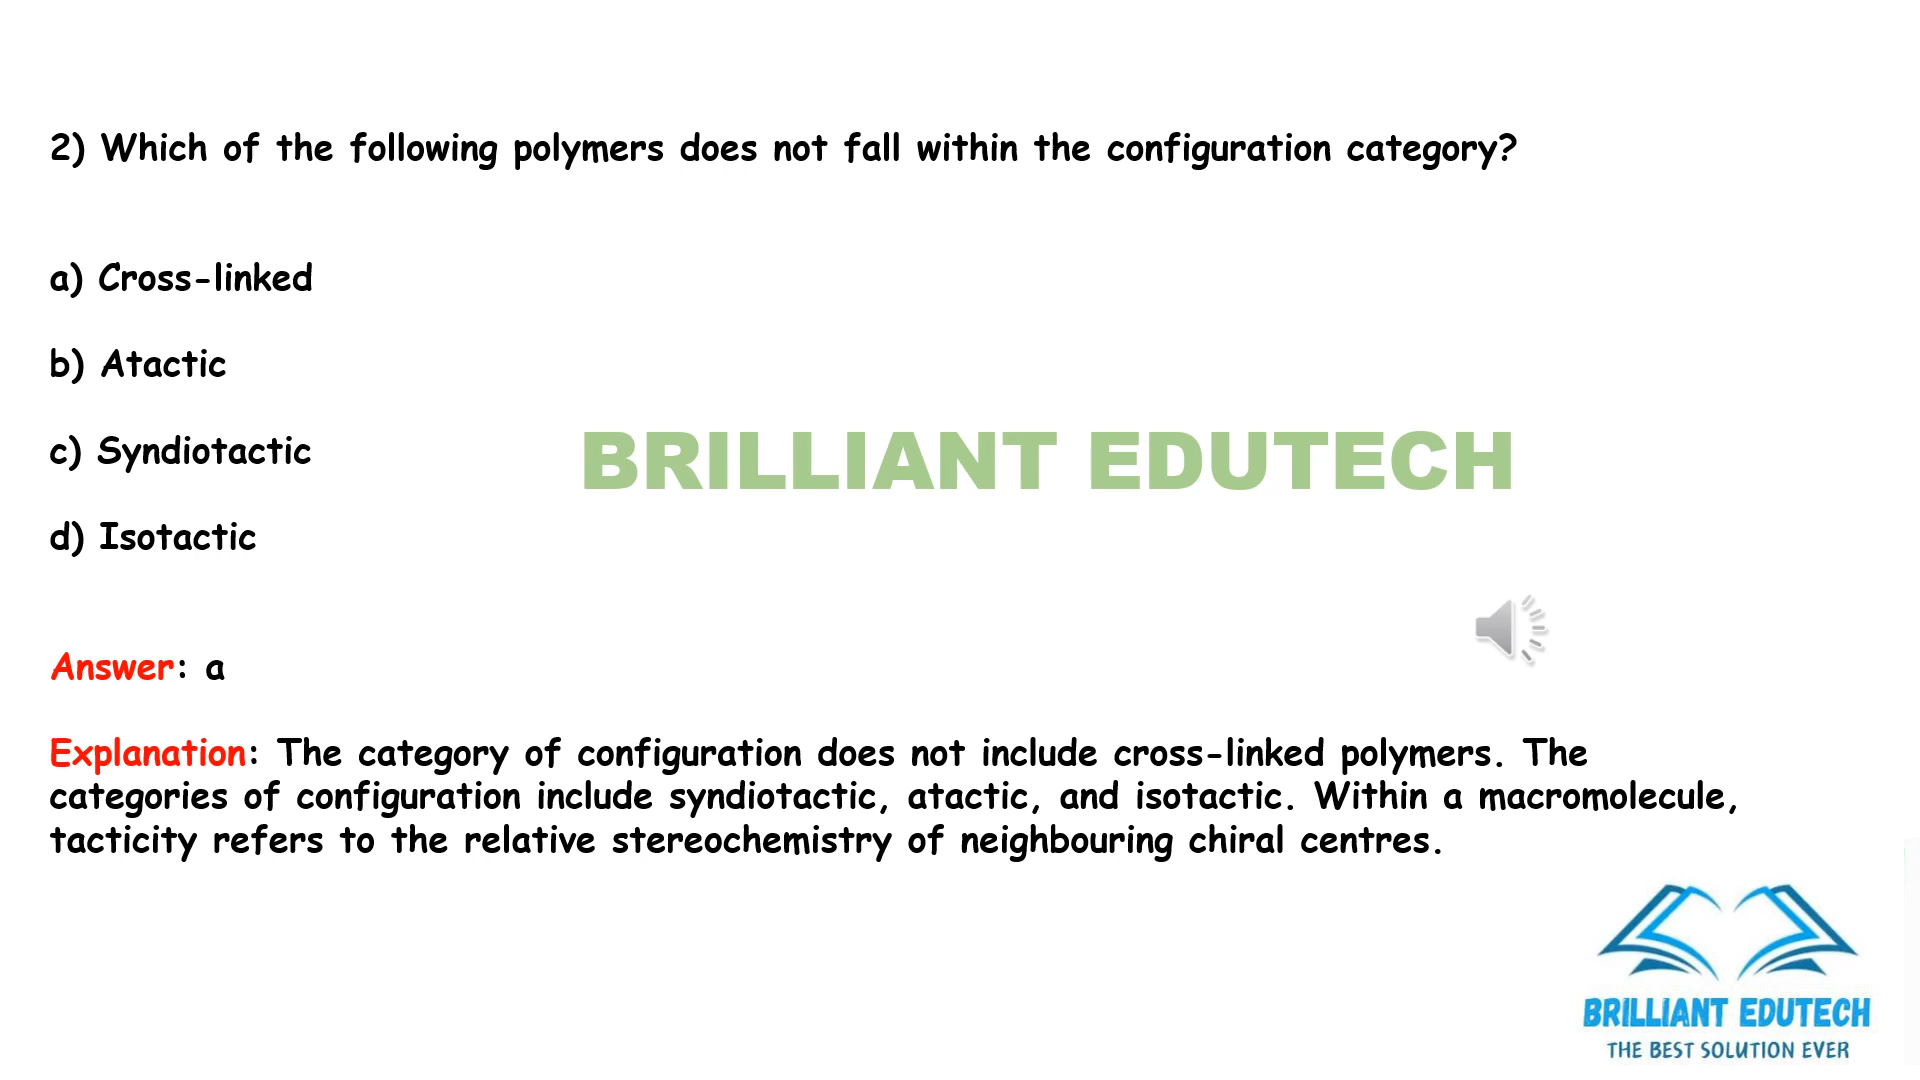 2) Which of the following polymers does not fall within the configuration category?
a) Cross-linked
b) Atactic
c) Syndiotactic
BRILLIANT EDUTECH
d) Isotactic
Answer: a
Explanation: The category of configuration does not include cross-linked polymers. The
categories of configuration include syndiotactic, atactic, and isotactic. Within a macromolecule,
tacticity refers to the relative stereochemistry of neighbouring chiral centres.
BRILLIANT EDUTECH
THE BEST SOLUTION EVER